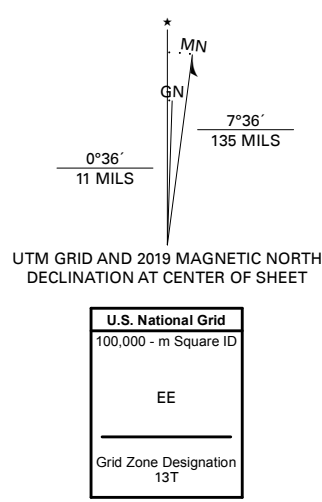 ★
MN
GN
7°36´
135 MILS
0°36´
11 MILS
UTM GRID AND 2019 MAGNETIC NORTH
DECLINATION AT CENTER OF SHEET
U.S. National Grid
100,000 - m Square ID
EE
Grid Zone Designation
13T